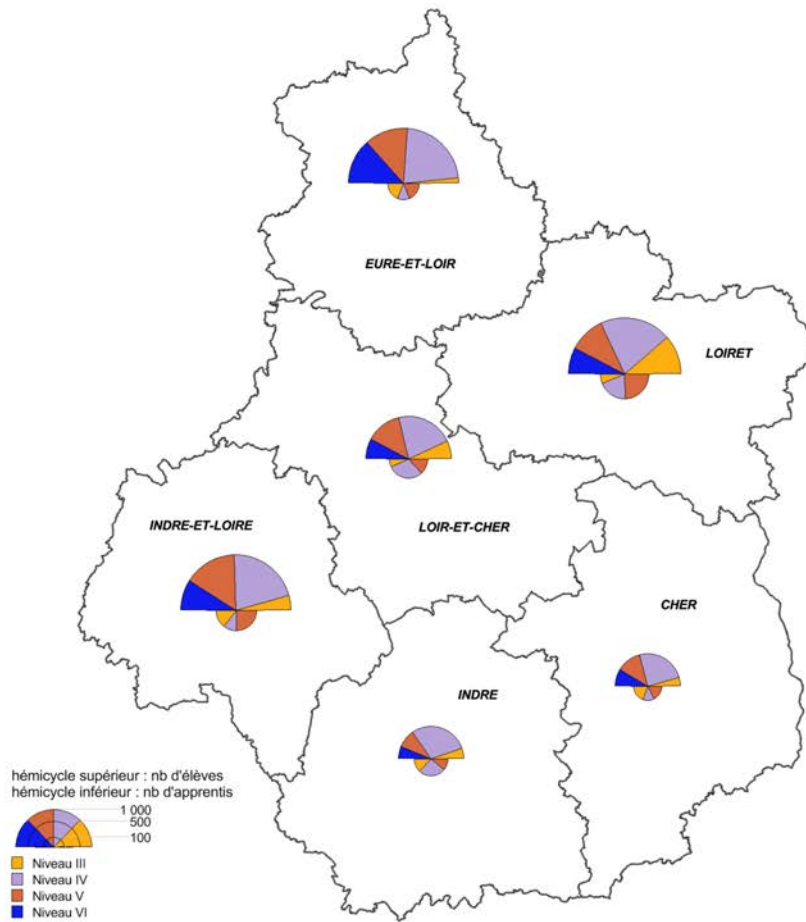 EURE-ET-LOIR
LOIRET
INDRE-ET-LOIRE
LOIR-ET-CHER
CHER
INDRE
hémicycle supérieur : nb d'élèves
hémicycle inférieur : nb d'apprentis
1 000
500
100
Niveau III
Niveau IV
Niveau V
Niveau VI